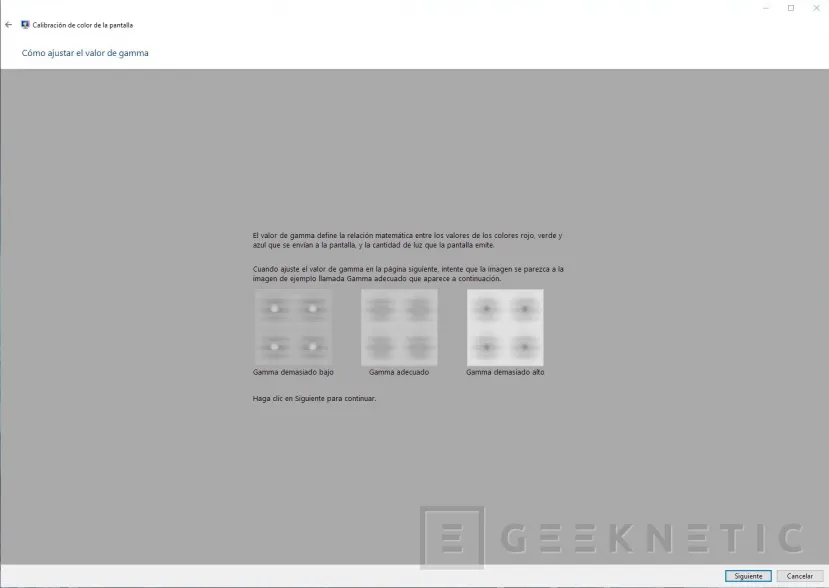 Calibración de color de la pantalla
Cómo ajustar el valor de gamma
El valor de gamma define la relación matemática entre los valores de los colores rojo, verde y
azul que se envían a la pantalla, y la cantidad de luz que la pantalla emite.
Cuando ajuste el valor de gamma en la página siguiente, intente que la imagen se parezca a la
imagen de ejemplo llamada Gamma adecuado que aparece a continuación.
Gamma demasiado bajo Gamma adecuado Gamma demasiado alto
Haga clic en Siguiente para continuar.
GEEKNETIC
Siguiente Cancelar